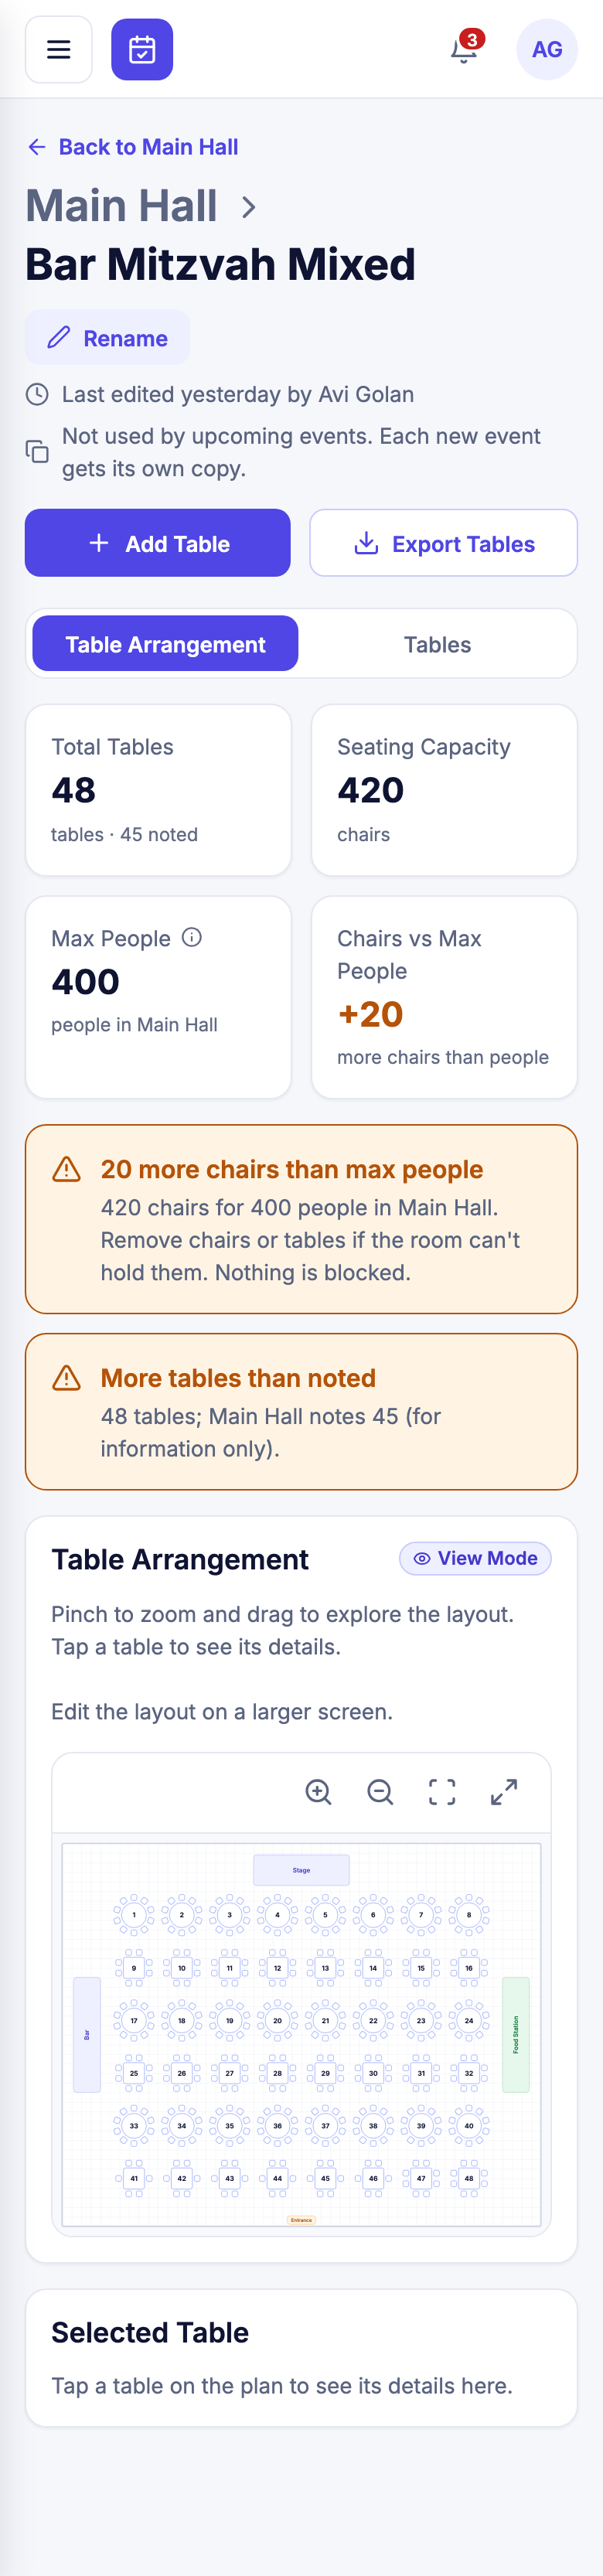 3
AG
Back to Main Hall
Main Hall
Bar Mitzvah Mixed
Rename
Last edited yesterday by Avi Golan
Not used by upcoming events. Each new event
gets its own copy.
Add Table
Export Tables
Table Arrangement
Tables
Total Tables
48
tables · 45 noted
Seating Capacity
420
chairs
Max People
400
people in Main Hall
Chairs vs Max
People
+20
more chairs than people
20 more chairs than max people
420 chairs for 400 people in Main Hall.
Remove chairs or tables if the room can't
hold them. Nothing is blocked.
More tables than noted
48 tables; Main Hall notes 45 (for
information only).
Table Arrangement
View Mode
Pinch to zoom and drag to explore the layout.
Tap a table to see its details.
Edit the layout on a larger screen.
Stage
1 2 3 4 5 6 7 8
9 10 11 12 13 14 15 16
17 18 19 20 21 22 23 24
Bar
Food Station
25 26 27 28 29 30 31 32
33 34 35 36 37 38 39 40
41 42 43 44 45 46 47 48
Entrance
Selected Table
Tap a table on the plan to see its details here.